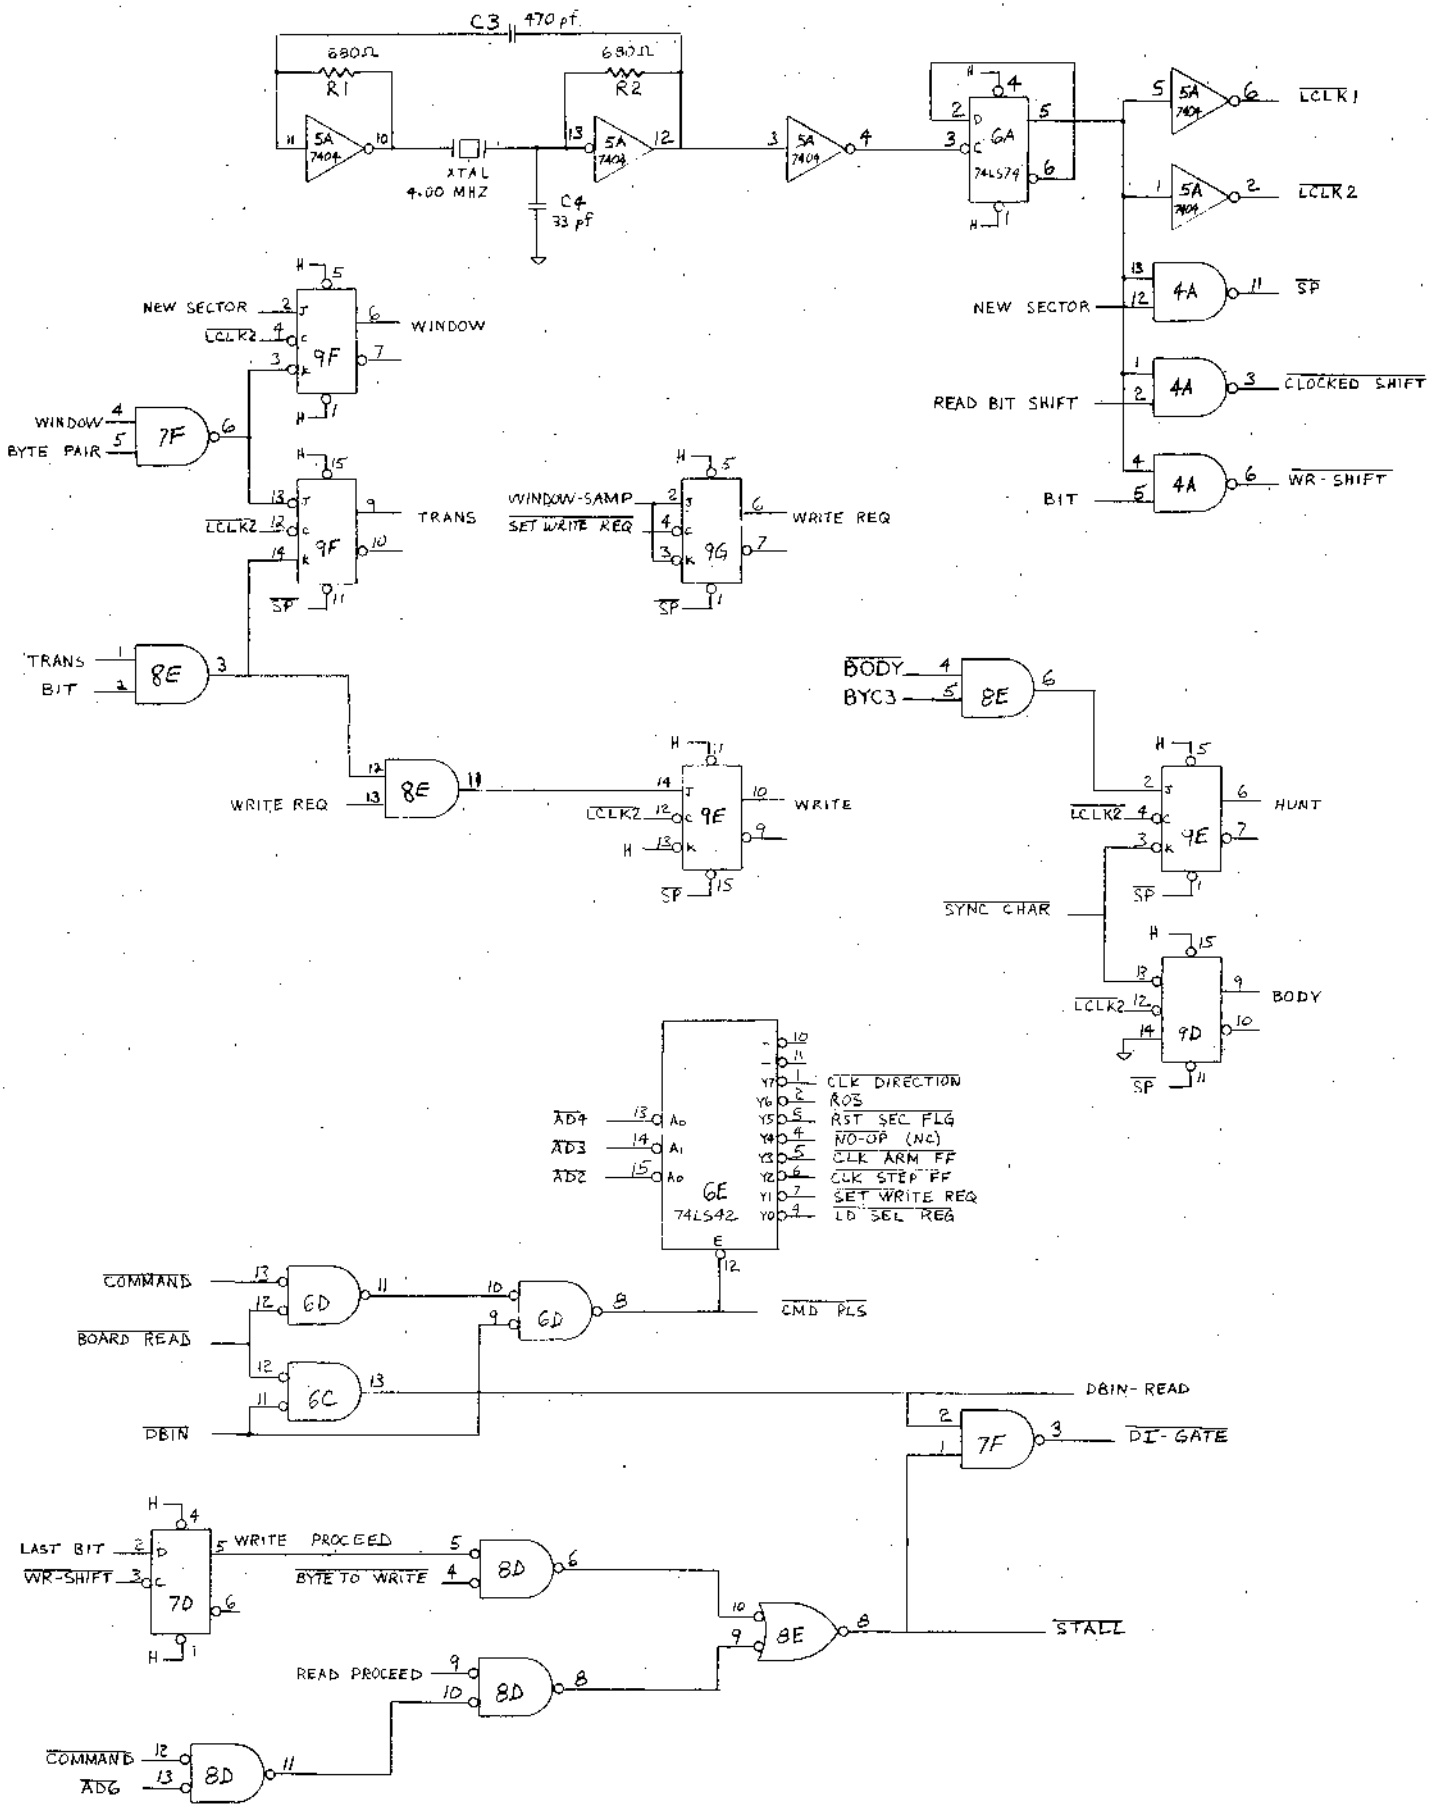 C3 470 pf.
680Ω
R1
680Ω
R2
11 5A 7404 10
XTAL
4.00 MHZ
13 5A 7404 12
C4
33 pf
3 5A 7404 4
H 4
2 D 5
6A
3 C
74LS74 6
H 1
5 5A 7404 6 LCLK1
1 5A 7404 2 LCLK2
13
12 4A 11 SP
NEW SECTOR
1
2 4A 3 CLOCKED SHIFT
READ BIT SHIFT
4
5 4A 6 WR-SHIFT
BIT
H 5
NEW SECTOR 2 J 6 WINDOW
LCLK2 4 C
3 K 9F 7
H 1
WINDOW 4
BYTE PAIR 5 7F 6
H 15
13 J 9 TRANS
LCLK2 12 C
14 K 9F 10
SP 11
H 5
WINDOW-SAMP 2 J 6 WRITE REQ
SET WRITE REQ 4 C
3 K 9G 7
SP 1
TRANS 1
BIT 2 8E 3
12
WRITE REQ 13 8E 11
H 11
14 J 10 WRITE
LCLK2 12 C 9E
H 13 K 9
SP 15
BODY 4
BYC3 5 8E 6
H 5
2 J 6 HUNT
LCLK2 4 C
3 K 9E 7
SP 1
SYNC CHAR
H 15
13 9 BODY
LCLK2 12
14 9D 10
SP 11
- 10
- 11
Y7 1 CLK DIRECTION
Y6 2 R03
Y5 5 RST SEC FLG
Y4 4 NO-OP (NC)
Y3 5 CLK ARM FF
Y2 6 CLK STEP FF
Y1 7 SET WRITE REQ
Y0 9 LD SEL REG
AD4 13 A0
AD3 14 A1
AD2 15 A0
6E
74LS42
E
12
COMMAND 13
12 6D 11
BOARD READ
10
9 6D 8 CMD PLS
12
11 6C 13 DBIN-READ
DBIN
2
1 7F 3 DI-GATE
H 4
LAST BIT 2 D 5 WRITE PROCEED
WR-SHIFT 3 C
7D 6
H 1
5
BYTE TO WRITE 4 8D 6
10
9 8E 8 STALL
READ PROCEED 9
10 8D 8
COMMAND 12
AD6 13 8D 11